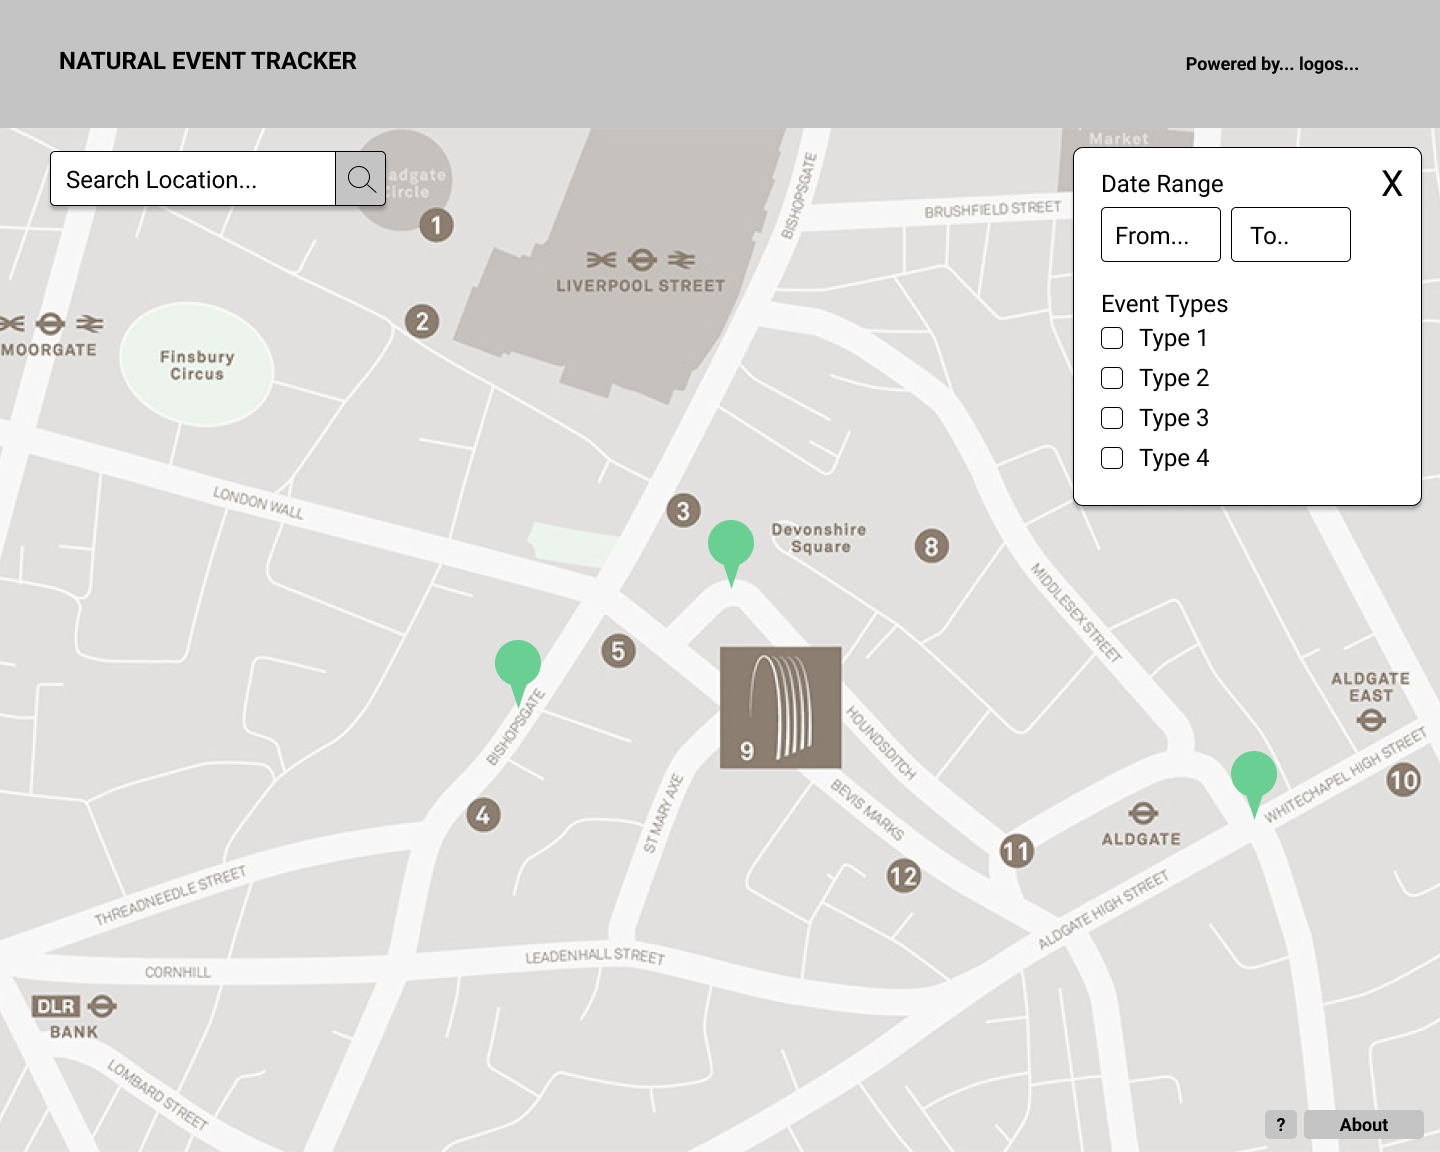 NATURAL EVENT TRACKER
Powered by... logos...
Search Location...
adgate
Circle
Market
Date Range
X
From...
To..
Event Types
Type 1
Type 2
Type 3
Type 4
BISHOPSGATE
BRUSHFIELD STREET
1
LIVERPOOL STREET
2
MOORGATE
Finsbury
Circus
LONDON WALL
3
Devonshire
Square
8
MIDDLESEX STREET
5
ALDGATE
EAST
BISHOPSGATE
9
HOUNDSDITCH
WHITECHAPEL HIGH STREET
10
ST MARY AXE
BEVIS MARKS
4
ALDGATE
11
12
THREADNEEDLE STREET
ALDGATE HIGH STREET
CORNHILL
LEADENHALL STREET
DLR
BANK
LOMBARD STREET
?
About